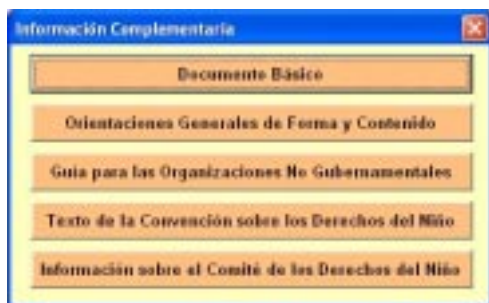 Información Complementaria
Documento Básico
Orientaciones Generales de Forma y Contenido
Guía para las Organizaciones No Gubernamentales
Texto de la Convención sobre los Derechos del Niño
Información sobre el Comité de los Derechos del Niño